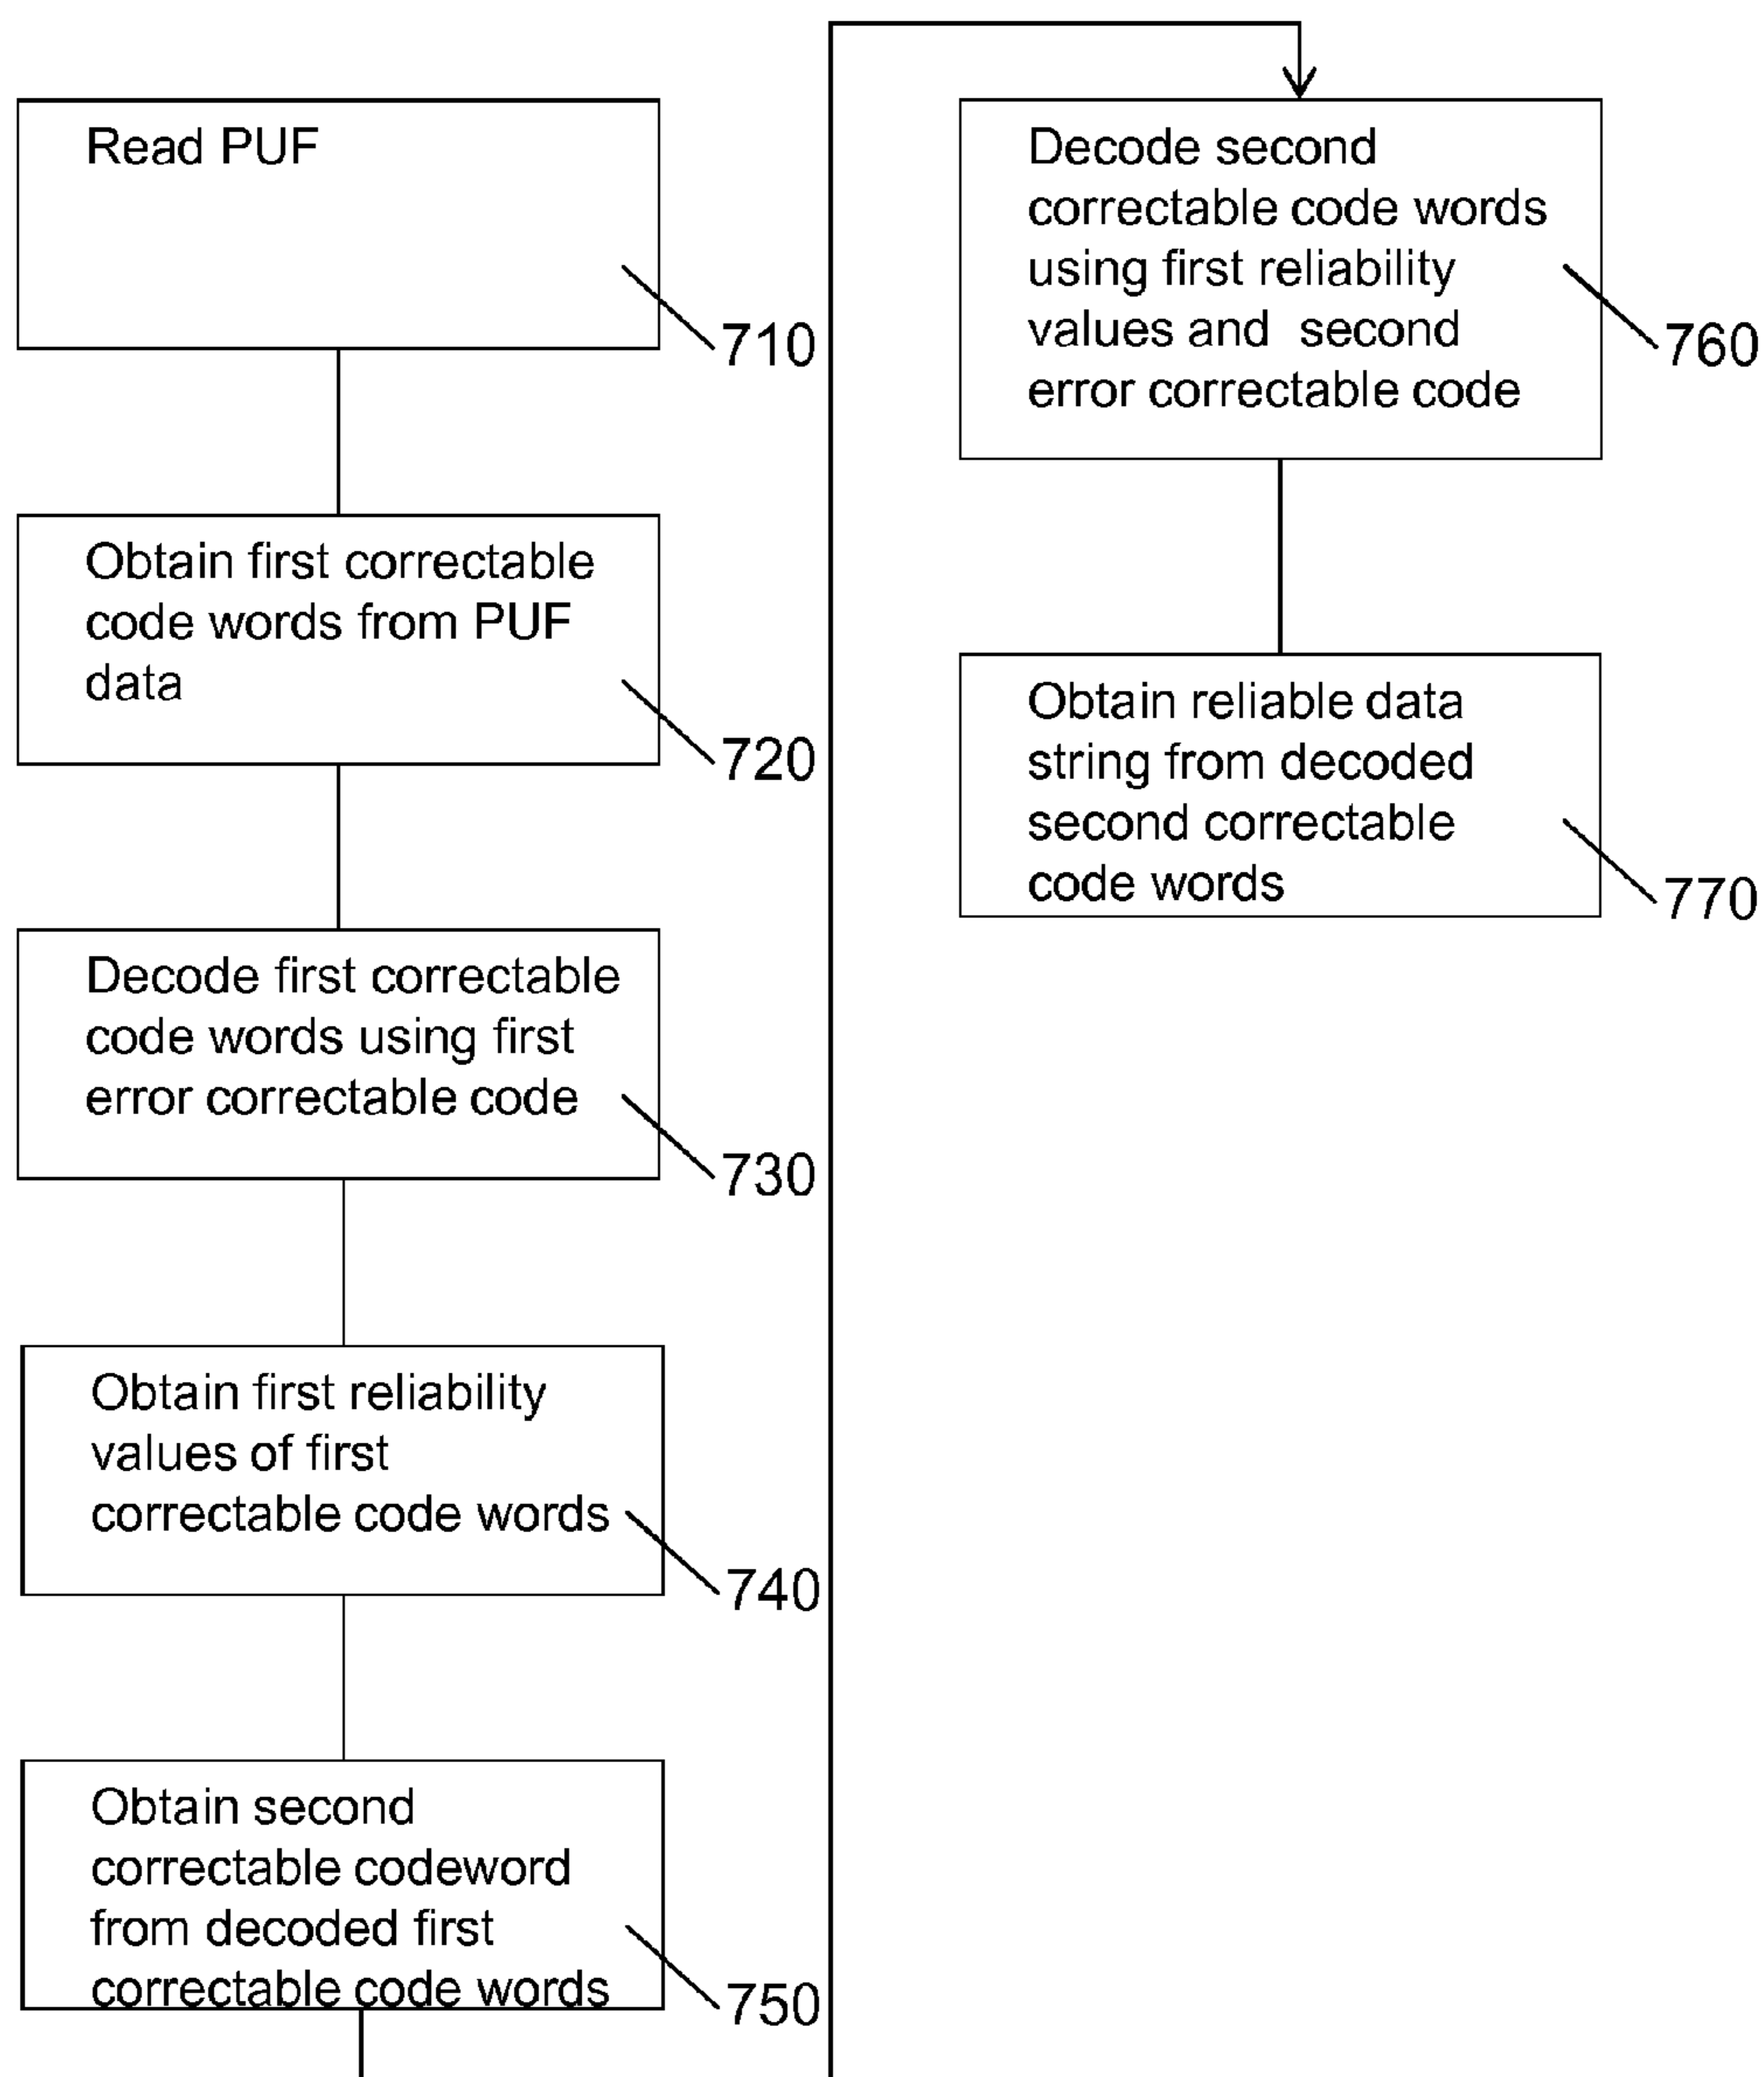 Read PUF
710
Obtain first correctable
code words from PUF
data
720
Decode first correctable
code words using first
error correctable code
730
Obtain first reliability
values of first
correctable code words
740
Obtain second
correctable codeword
from decoded first
correctable code words
750
Decode second
correctable code words
using first reliability
values and second
error correctable code
760
Obtain reliable data
string from decoded
second correctable
code words
770